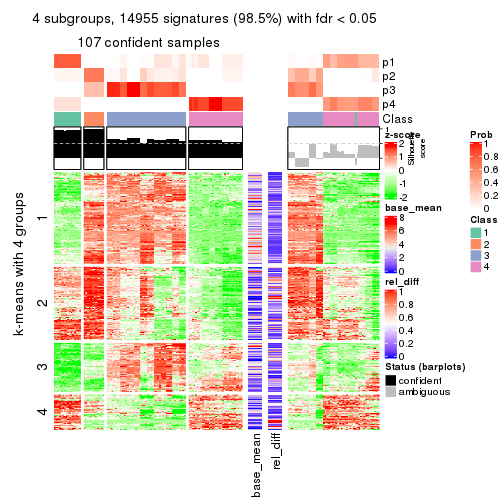 4 subgroups, 14955 signatures (98.5%) with fdr < 0.05
107 confident samples
p1
p2
p3
p4
Class
1
Silhouette
score
z-score
2
1
0
-1
-2
base_mean
8
6
4
2
0
rel_diff
1
0.8
0.6
0.4
0.2
0
Status (barplots)
confident
ambiguous
Prob
1
0.8
0.6
0.4
0.2
0
Class
1
2
3
4
k-means with 4 groups
1
2
3
4
base_mean
rel_diff